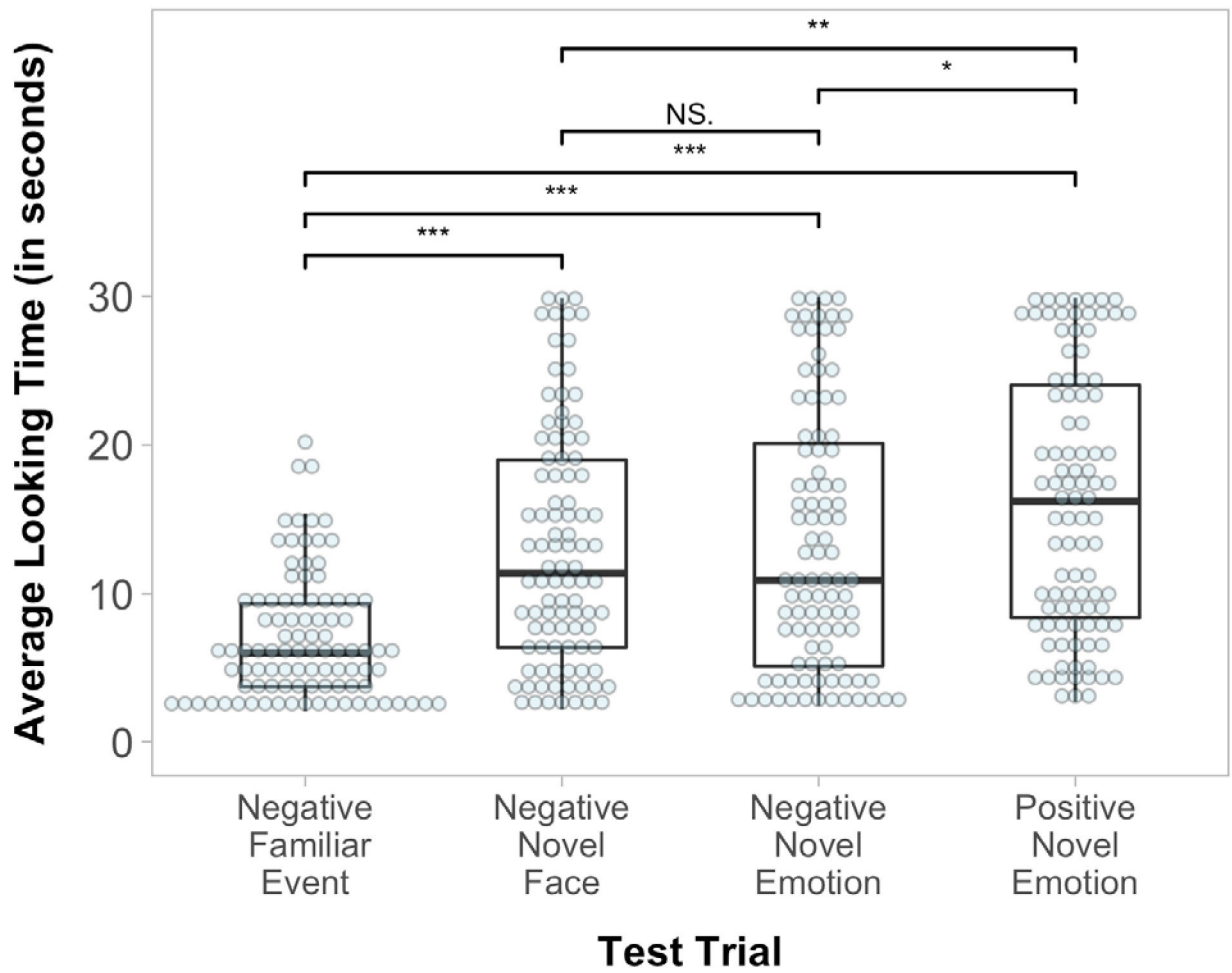 **
*
NS.
***
***
***
Average Looking Time (in seconds)
30
20
10
0
Negative
Familiar
Event
Negative
Novel
Face
Negative
Novel
Emotion
Positive
Novel
Emotion
Test Trial